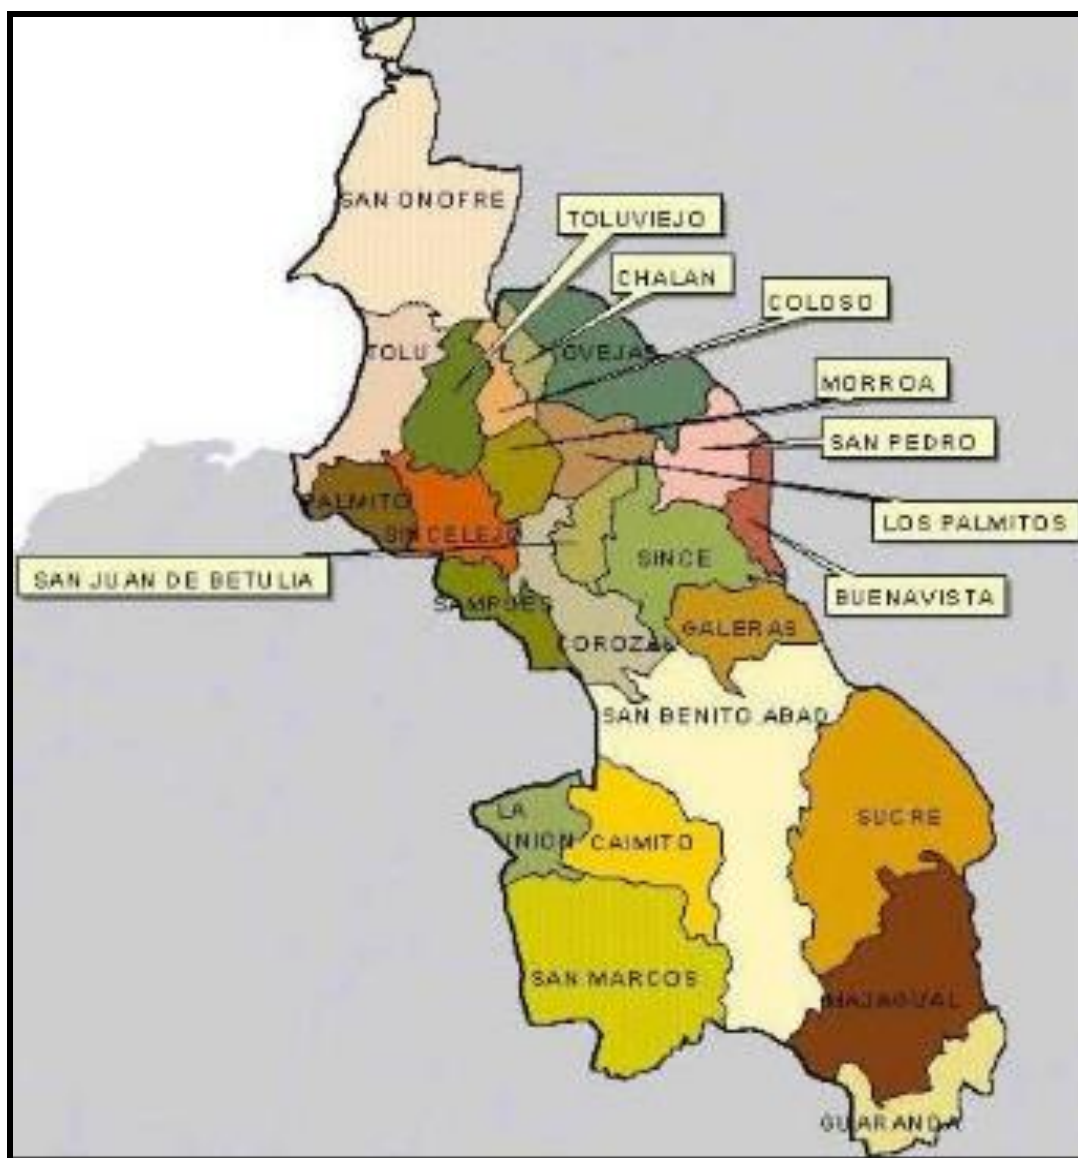 SAN ONOFRE
TOLUVIEJO
CHALAN
COLOSO
TOLU
OVEJAS
MORROA
SAN PEDRO
PALMITO
LOS PALMITOS
SINCELEJO
SINCE
SAN JUAN DE BETULIA
BUENAVISTA
SAMPUES
GALERAS
COROZAL
SAN BENITO ABAD
LA
UNION
CAIMITO
SUCRE
SAN MARCOS
MAJAGUAL
GUARANDA